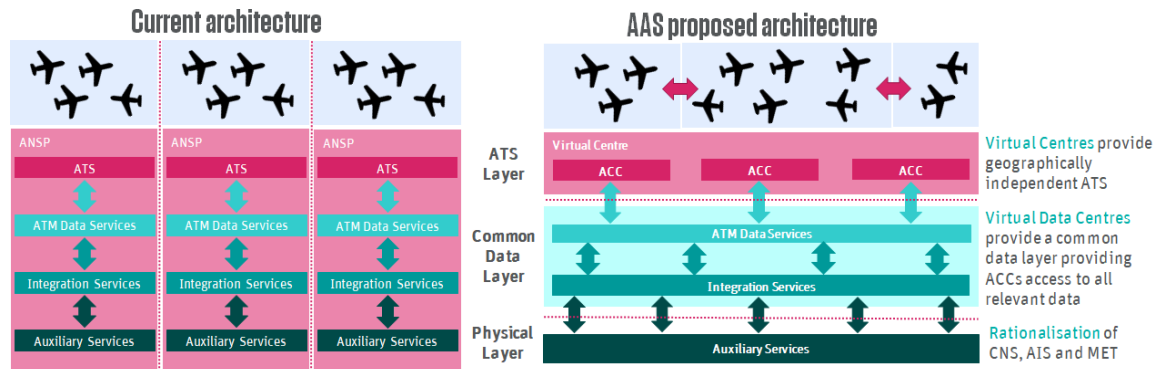 Current architecture
AAS proposed architecture
ANSP
ANSP
ANSP
ATS
ATS
ATS
ATM Data Services
ATM Data Services
ATM Data Services
Integration Services
Integration Services
Integration Services
Auxiliary Services
Auxiliary Services
Auxiliary Services
ATS
Layer
Common
Data
Layer
Physical
Layer
Virtual Centre
ACC
ACC
ACC
ATM Data Services
Integration Services
Auxiliary Services
Virtual Centres provide
geographically
independent ATS
Virtual Data Centres
provide a common
data layer providing
ACCs access to all
relevant data
Rationalisation of
CNS, AIS and MET